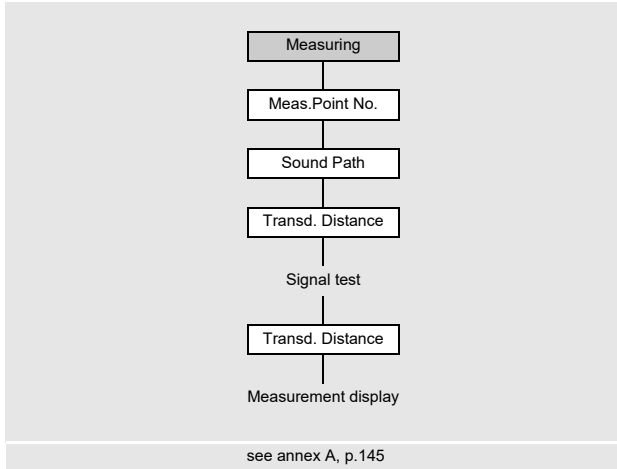 Measuring
Meas.Point No.
Sound Path
Transd. Distance
Signal test
Transd. Distance
Measurement display
see annex A, p.145